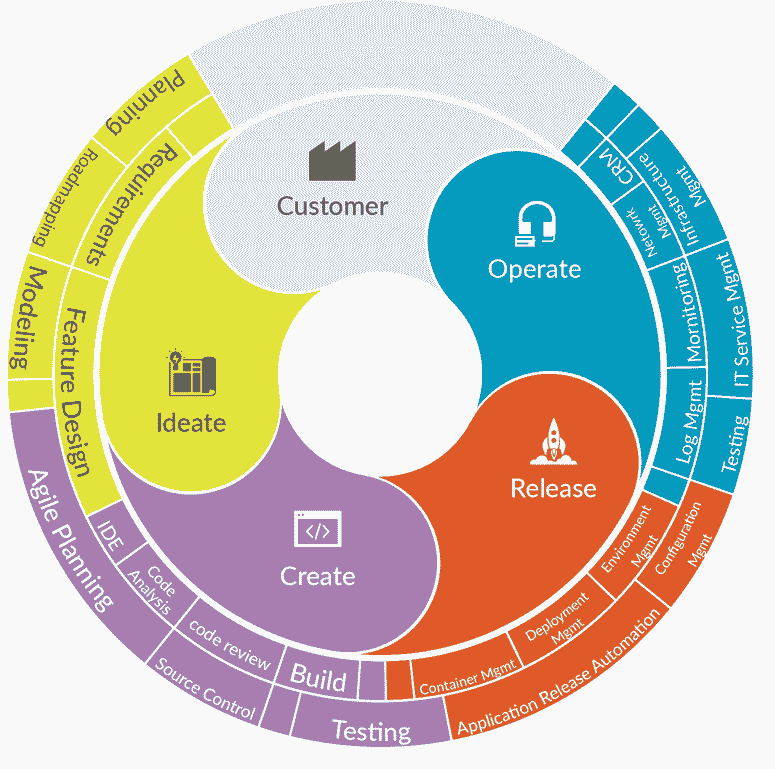 Customer
Operate
Release
Create
</>
Ideate
Planning
Requirements
Roadmapping
Modeling
Feature Design
Agile Planning
IDE
Code
Analysis
code review
Source Control
Build
Testing
Container Mgmt
Deployment
Mgmt
Application Release Automation
Environment
Mgmt
Configuration
Mgmt
Testing
Log Mgmt
IT Service Mgmt
Mornitoring
Netowrk
Mgmt
CRM
Infrastructure
Mgmt